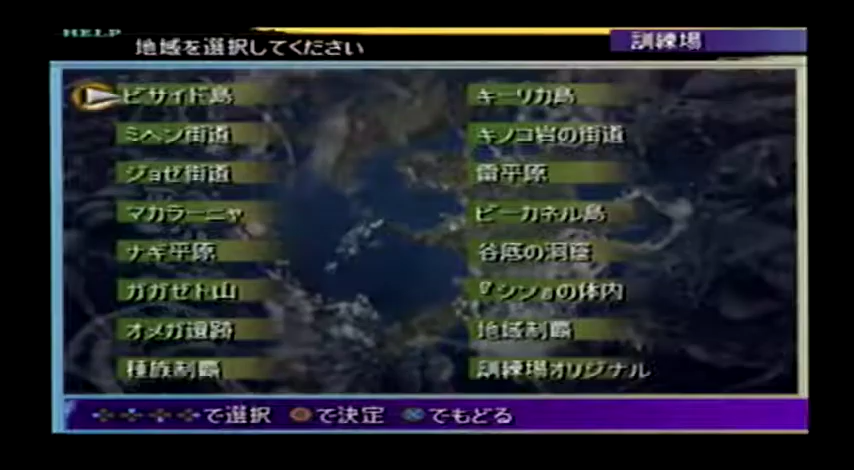 HELP
地域を選択してください
訓練場
ビサイド島
キーリカ島
ミヘン街道
キノコ岩の街道
ジョゼ街道
雷平原
マカラーニャ
ビーカネル島
ナギ平原
谷底の洞窟
ガガゼト山
『シン』の体内
オメガ遺跡
地域制覇
種族制覇
訓練場オリジナル
で選択 で決定 でもどる